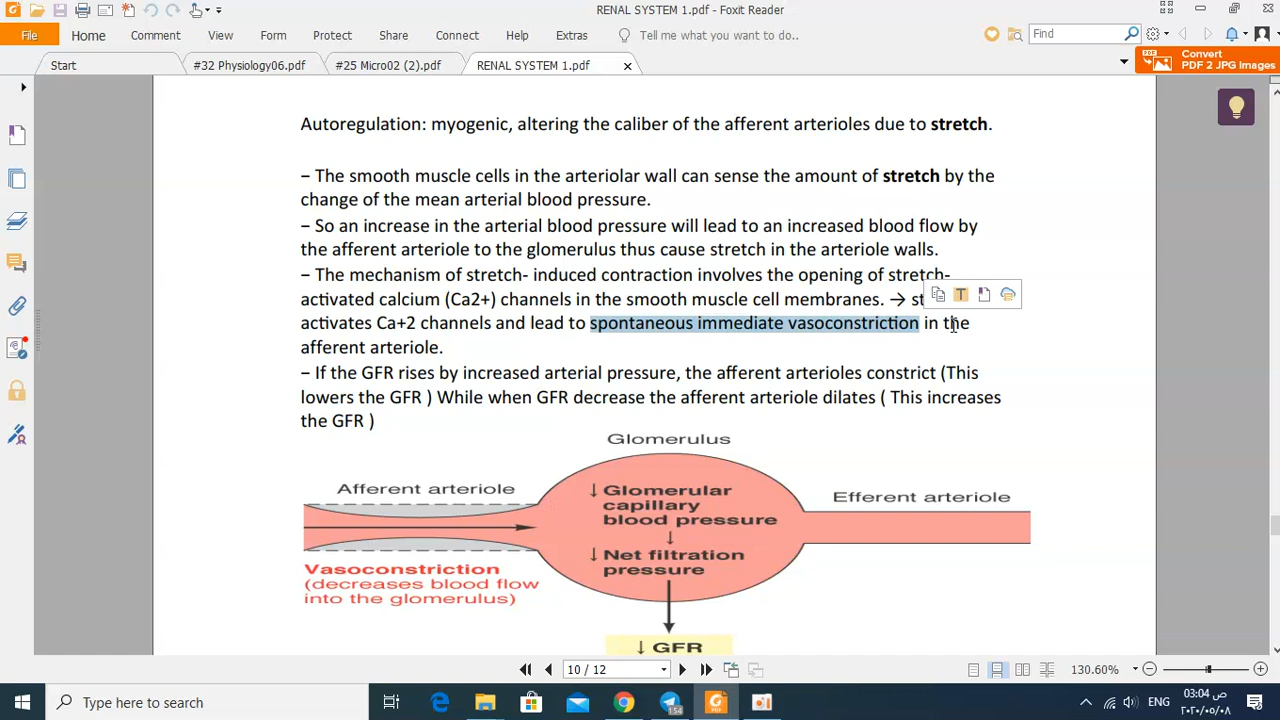 RENAL SYSTEM 1.pdf - Foxit Reader
File Home Comment View Form Protect Share Connect Help Extras Tell me what you want to do.. Find
Convert
PDF 2 JPG Images
Start #32 Physiology06.pdf #25 Micro02 (2).pdf RENAL SYSTEM 1.pdf
Autoregulation: myogenic, altering the caliber of the afferent arterioles due to stretch.
– The smooth muscle cells in the arteriolar wall can sense the amount of stretch by the
change of the mean arterial blood pressure.
– So an increase in the arterial blood pressure will lead to an increased blood flow by
the afferent arteriole to the glomerulus thus cause stretch in the arteriole walls.
– The mechanism of stretch- induced contraction involves the opening of stretch-
activated calcium (Ca2+) channels in the smooth muscle cell membranes. → st
activates Ca+2 channels and lead to spontaneous immediate vasoconstriction in the
afferent arteriole.
– If the GFR rises by increased arterial pressure, the afferent arterioles constrict (This
lowers the GFR ) While when GFR decrease the afferent arteriole dilates ( This increases
the GFR )
Glomerulus
Afferent arteriole
Efferent arteriole
↓ Glomerular
capillary
blood pressure
↓
↓ Net filtration
pressure
Vasoconstriction
(decreases blood flow
into the glomerulus)
↓ GFR
10 / 12
130.60%
Type here to search
154
ENG
03:04 ص
٢٠٢٠/٠٥/٠٨